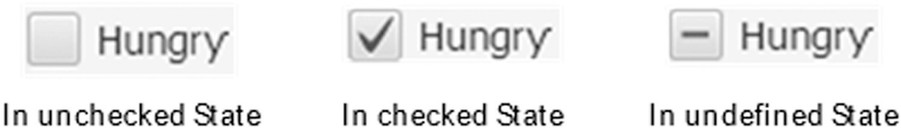 Hungry Hungry Hungry
In unchecked State In checked State In undefined State